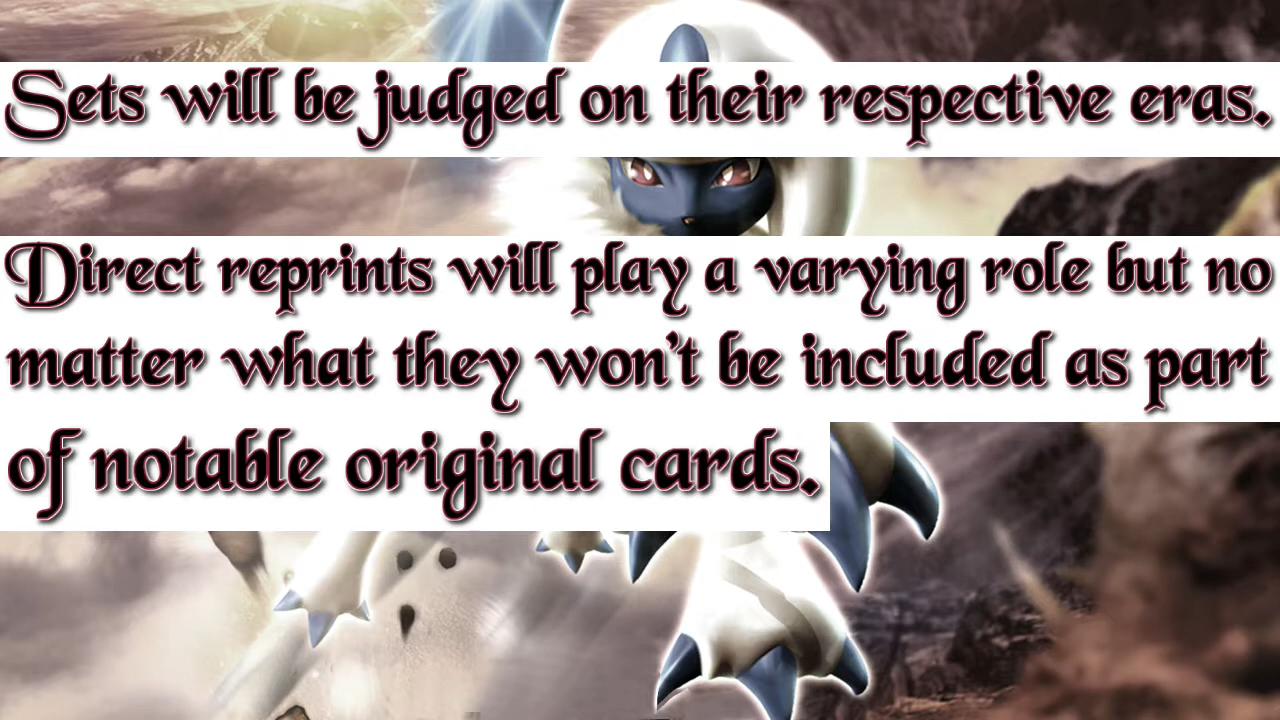 Sets will be judged on their respective eras.
Direct reprints will play a varying role but no
matter what they won't be included as part
of notable original cards.